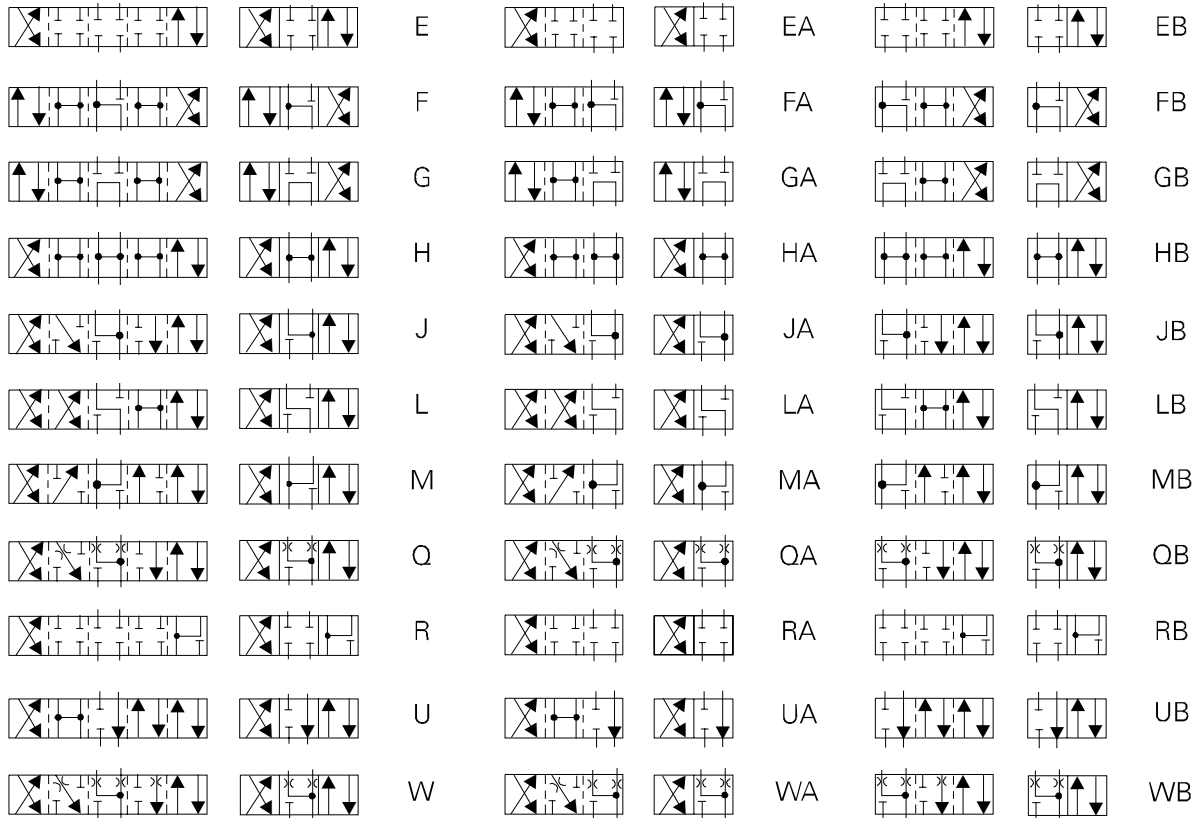 E EA EB
F FA FB
G GA GB
H HA HB
J JA JB
L LA LB
M MA MB
Q QA QB
R RA RB
U UA UB
W WA WB